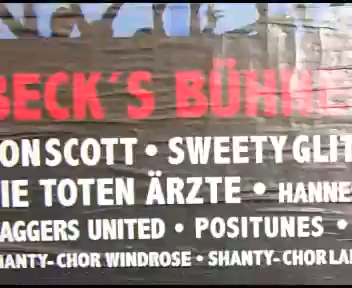 BECK'S BÜHNE
ON SCOTT • SWEETY GLIT
IE TOTEN ÄRZTE • HANNE
AGGERS UNITED • POSITUNES •
HANTY-CHOR WINDROSE • SHANTY-CHOR LA